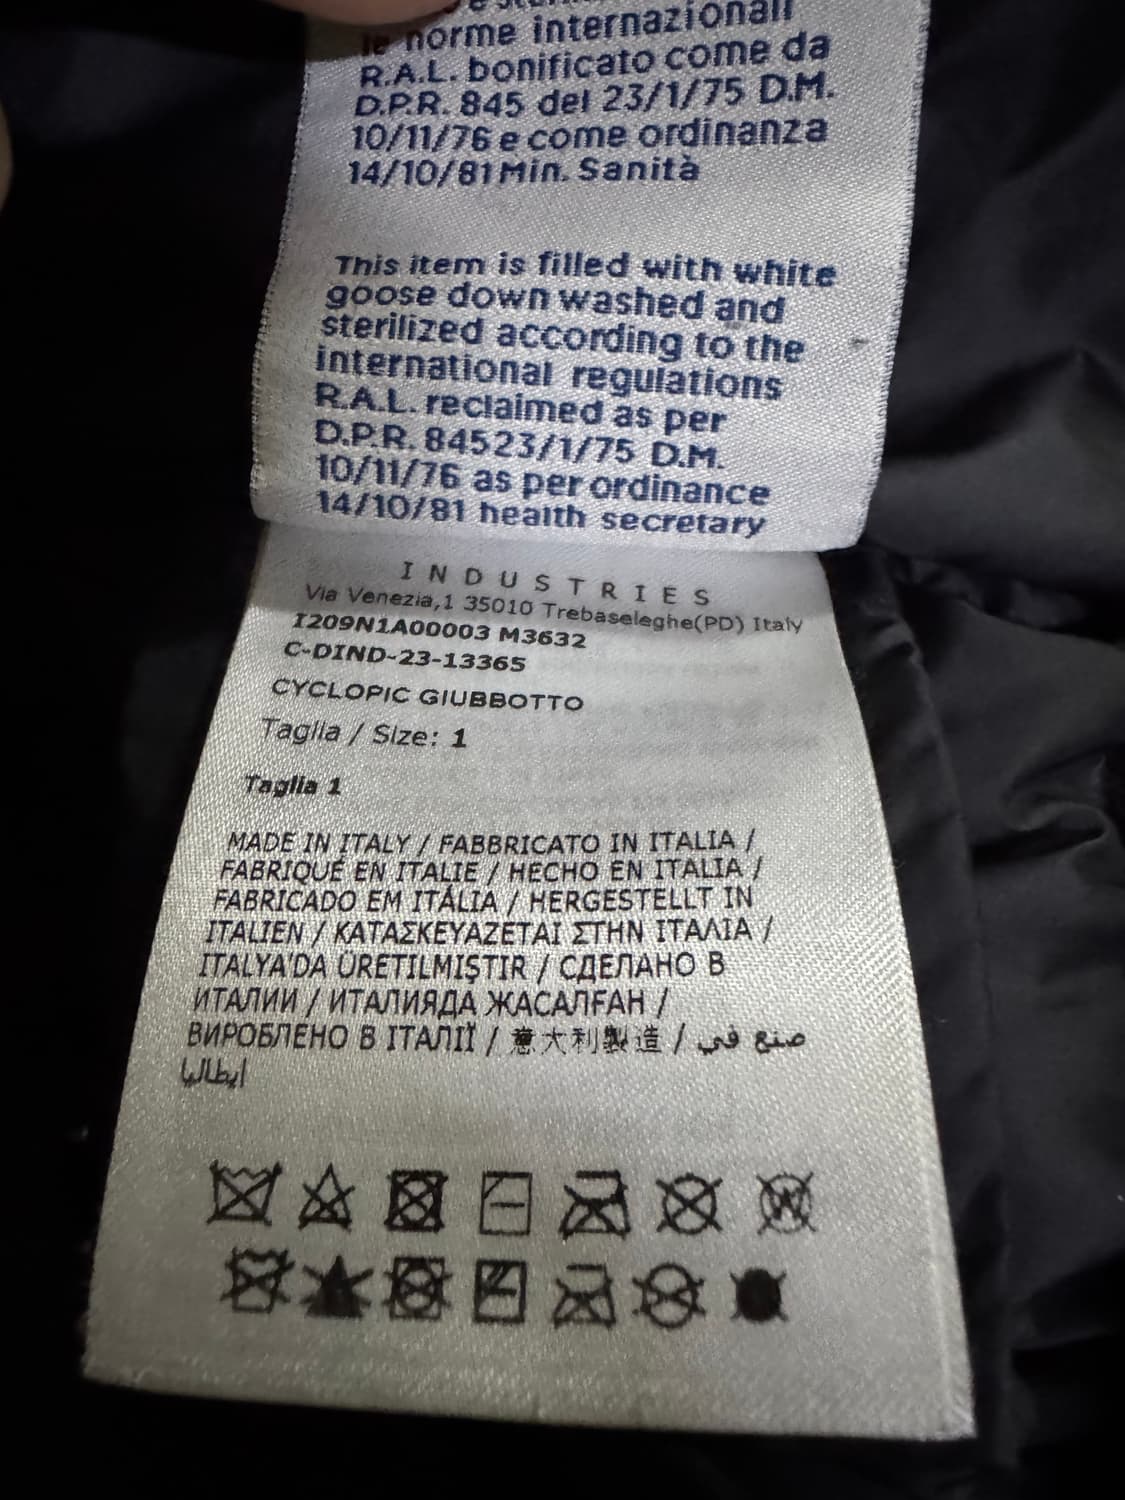 le norme internazionali
R.A.L. bonificato come da
D.P.R. 845 del 23/1/75 D.M.
10/11/76 e come ordinanza
14/10/81 Min. Sanità
This item is filled with white
goose down washed and
sterilized according to the
international regulations
R.A.L. reclaimed as per
D.P.R. 84523/1/75 D.M.
10/11/76 as per ordinance
14/10/81 health secretary
INDUSTRIES
Via Venezia,1 35010 Trebaseleghe(PD) Italy
I209N1A00003 M3632
C-DIND-23-13365
CYCLOPIC GIUBBOTTO
Taglia / Size: 1
Taglia 1
MADE IN ITALY / FABBRICATO IN ITALIA /
FABRIQUÉ EN ITALIE / HECHO EN ITALIA /
FABRICADO EM ITÁLIA / HERGESTELLT IN
ITALIEN / ΚΑΤΑΣΚΕΥΑΖΕΤΑΙ ΣΤΗΝ ΙΤΑΛΙΑ /
ITALYA'DA ÜRETILMIŞTIR / СДЕЛАНО В
ИТАЛИИ / ИТАЛИЯДА ЖАСАЛҒАН /
ВИРОБЛЕНО В ІТАЛІЇ / 意大利製造 / صنع في
ايطاليا
W